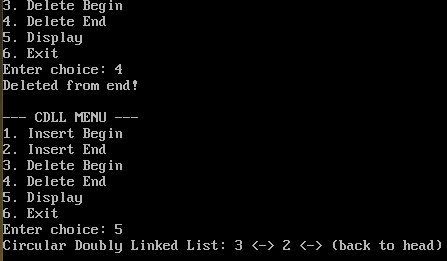 3. Delete Begin
4. Delete End
5. Display
6. Exit
Enter choice: 4
Deleted from end!
--- CDLL MENU ---
1. Insert Begin
2. Insert End
3. Delete Begin
4. Delete End
5. Display
6. Exit
Enter choice: 5
Circular Doubly Linked List: 3 <-> 2 <-> (back to head)